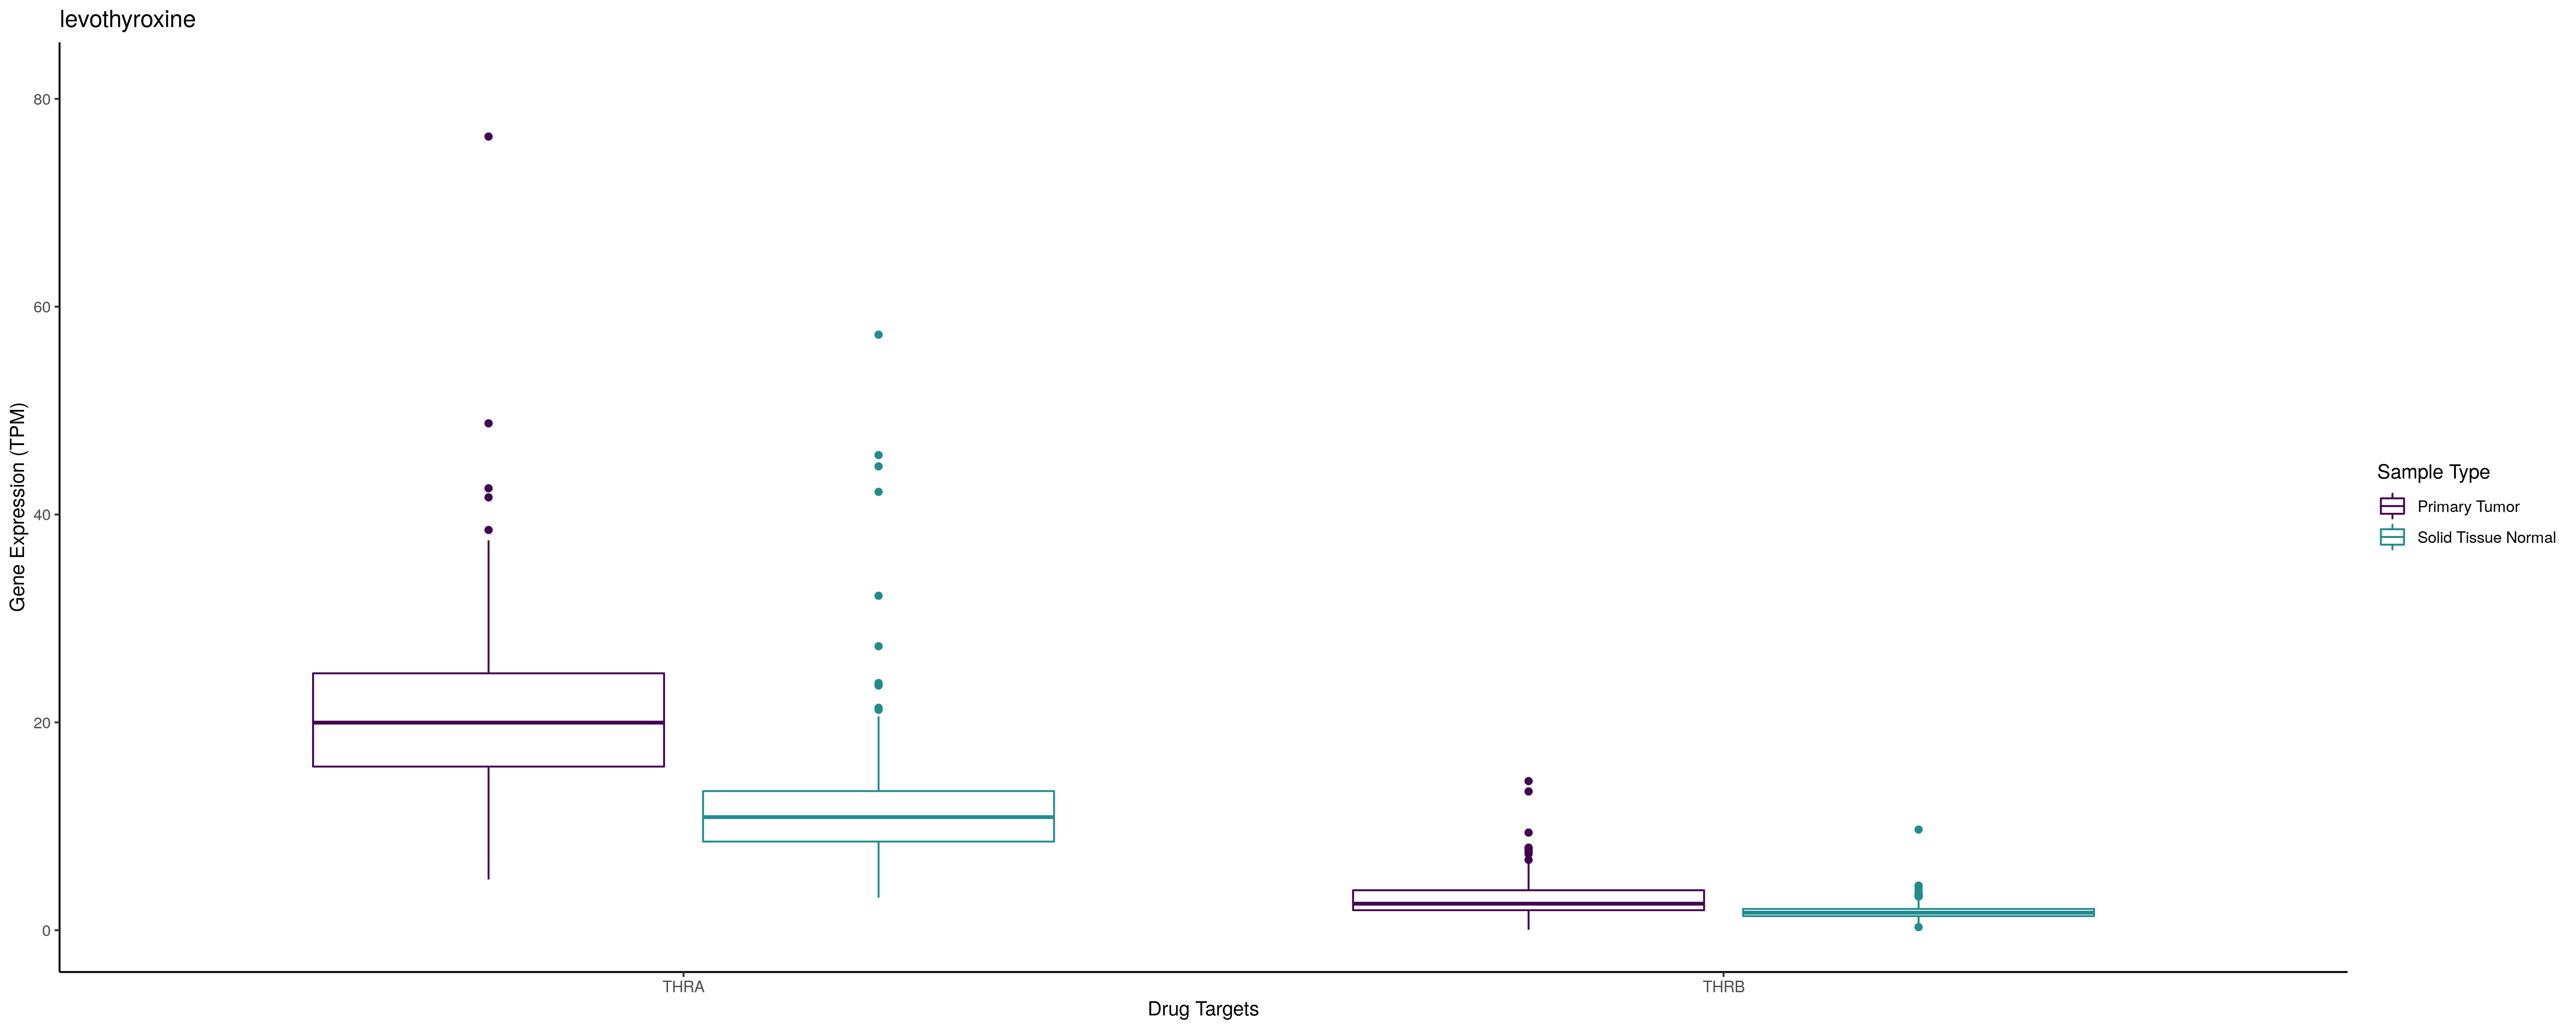 levothyroxine
80
60
40
20
0
Gene Expression (TPM)
THRA
THRB
Drug Targets
Sample Type
Primary Tumor
Solid Tissue Normal